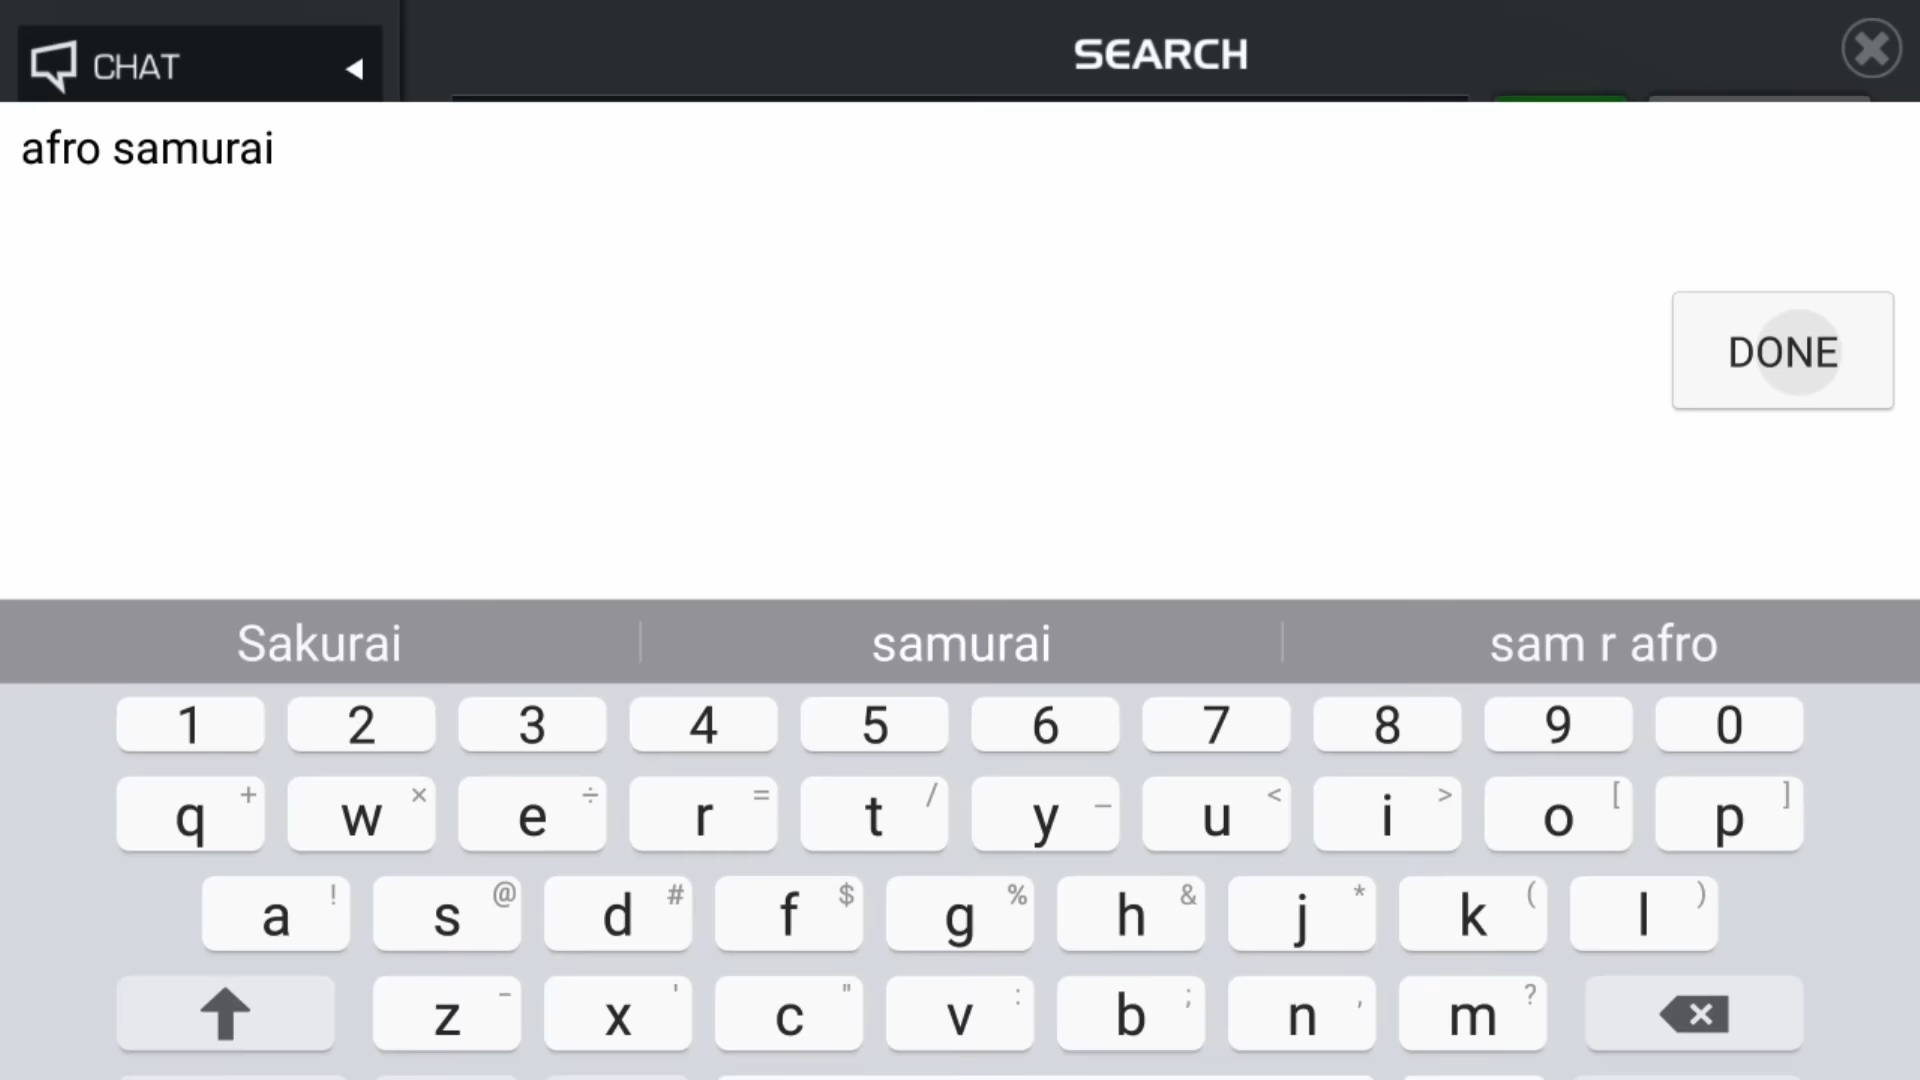 CHAT
SEARCH
afro samurai
DONE
Sakurai samurai sam r afro
1 2 3 4 5 6 7 8 9 0
q + w × e ÷ r = t / y _ u < i > o [ p ]
a ! s @ d # f $ g % h & j * k ( l )
z - x ' c " v : b ; n , m ?